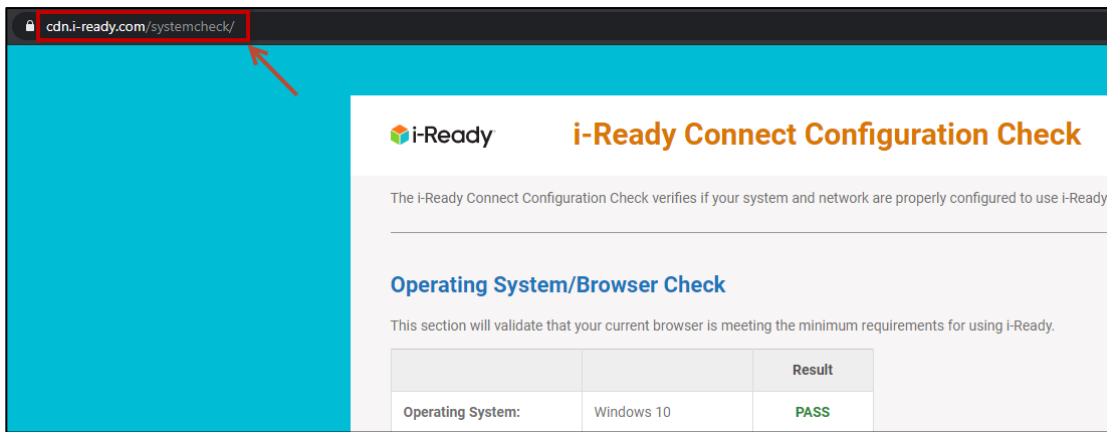 cdn.i-ready.com/systemcheck/
i-Ready
i-Ready Connect Configuration Check
The i-Ready Connect Configuration Check verifies if your system and network are properly configured to use i-Ready
Operating System/Browser Check
This section will validate that your current browser is meeting the minimum requirements for using i-Ready.
Result
Operating System: Windows 10 PASS